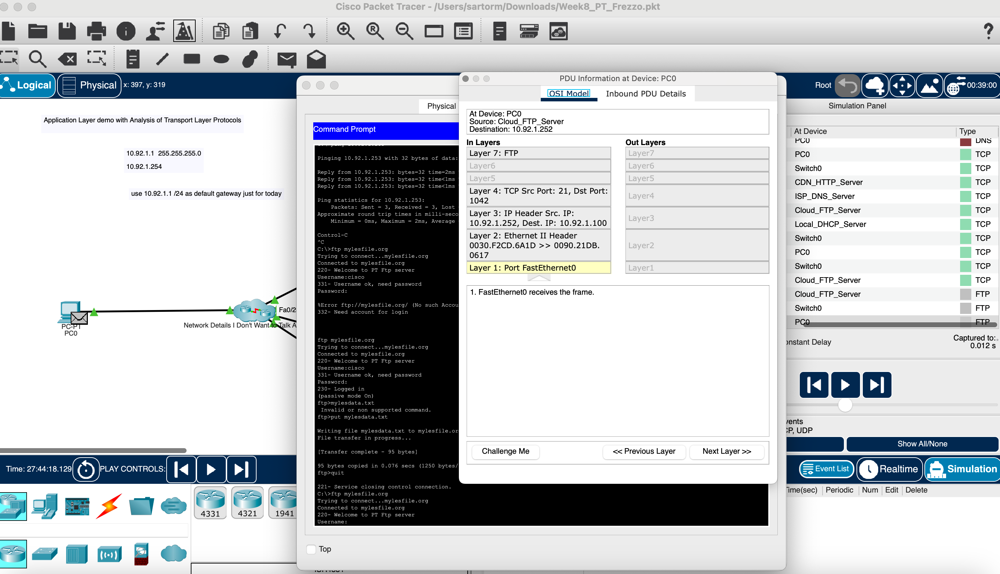 Cisco Packet Tracer - /Users/sartorm/Downloads/Week8_PT_Frezzo.pkt
Logical
Physical
x: 397, y: 319
Root
00:39:00
Application Layer demo with Analysis of Transport Layer Protocols
10.92.1.1 255.255.255.0
10.92.1.254
use 10.92.1.1 /24 as default gateway just for today
PC-PT
PC0
Fa0/2
Network Details I Don't Want to Talk A
Physical
Command Prompt
Pinging 10.92.1.253 with 32 bytes of data:
Reply from 10.92.1.253: bytes=32 time=2ms
Reply from 10.92.1.253: bytes=32 time<1ms
Reply from 10.92.1.253: bytes=32 time<1ms
Ping statistics for 10.92.1.253:
Packets: Sent = 3, Received = 3, Lost
Approximate round trip times in milli-seco
Minimum = 0ms, Maximum = 2ms, Average
Control-C
^C
C:\>ftp mylesfile.org
Trying to connect...mylesfile.org
Connected to mylesfile.org
220- Welcome to PT Ftp server
Username:cisco
331- Username ok, need password
Password:
%Error ftp://mylesfile.org/ (No such Accou
332- Need account for login
ftp mylesfile.org
Trying to connect...mylesfile.org
Connected to mylesfile.org
220- Welcome to PT Ftp server
Username:cisco
331- Username ok, need password
Password:
230- Logged in
(passive mode On)
ftp>mylesdata.txt
Invalid or non supported command.
ftp>put mylesdata.txt
Writing file mylesdata.txt to mylesfile.or
File transfer in progress...
[Transfer complete - 95 bytes]
95 bytes copied in 0.076 secs (1250 bytes/
ftp>quit
221- Service closing control connection.
C:\>ftp mylesfile.org
Trying to connect...mylesfile.org
Connected to mylesfile.org
220- Welcome to PT Ftp server
Username:
Top
PDU Information at Device: PC0
OSI Model
Inbound PDU Details
At Device: PC0
Source: Cloud_FTP_Server
Destination: 10.92.1.252
In Layers
Out Layers
Layer 7: FTP
Layer7
Layer6
Layer6
Layer5
Layer5
Layer 4: TCP Src Port: 21, Dst Port:
1042
Layer4
Layer 3: IP Header Src. IP:
10.92.1.252, Dest. IP: 10.92.1.100
Layer3
Layer 2: Ethernet II Header
0030.F2CD.6A1D >> 0090.21DB.
0617
Layer2
Layer 1: Port FastEthernet0
Layer1
1. FastEthernet0 receives the frame.
Challenge Me
<< Previous Layer
Next Layer >>
Simulation Panel
At Device Type
PC0 DNS
PC0 TCP
Switch0 TCP
CDN_HTTP_Server TCP
ISP_DNS_Server TCP
Cloud_FTP_Server TCP
Local_DHCP_Server TCP
Switch0 TCP
PC0 TCP
Switch0 TCP
Cloud_FTP_Server TCP
Cloud_FTP_Server FTP
Switch0 FTP
PC0 FTP
onstant Delay
Captured to:*
0.012 s
vents
CP, UDP
Show All/None
Event List
Realtime
Simulation
Time(sec) Periodic Num Edit Delete
Time: 27:44:18.129
PLAY CONTROLS:
4331
4321
1941